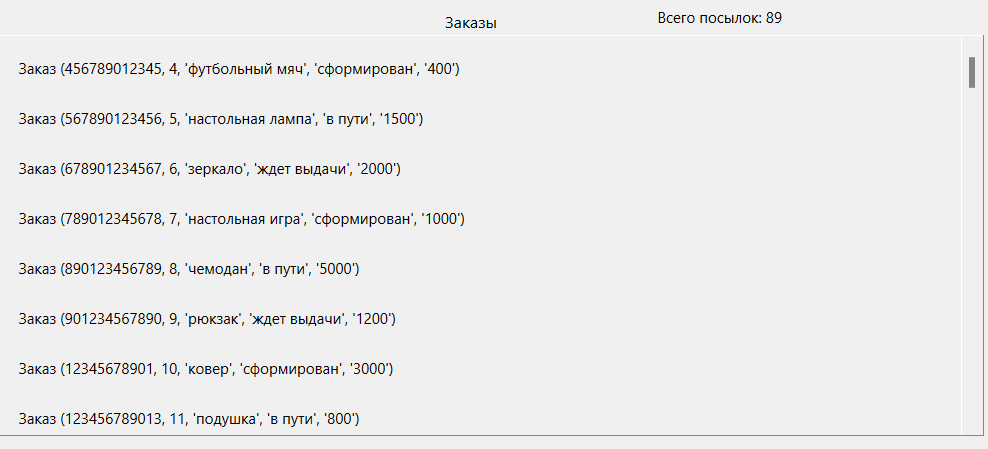 Заказы
Всего посылок: 89
Заказ (456789012345, 4, 'футбольный мяч', 'сформирован', '400')
Заказ (567890123456, 5, 'настольная лампа', 'в пути', '1500')
Заказ (678901234567, 6, 'зеркало', 'ждет выдачи', '2000')
Заказ (789012345678, 7, 'настольная игра', 'сформирован', '1000')
Заказ (890123456789, 8, 'чемодан', 'в пути', '5000')
Заказ (901234567890, 9, 'рюкзак', 'ждет выдачи', '1200')
Заказ (12345678901, 10, 'ковер', 'сформирован', '3000')
Заказ (123456789013, 11, 'подушка', 'в пути', '800')